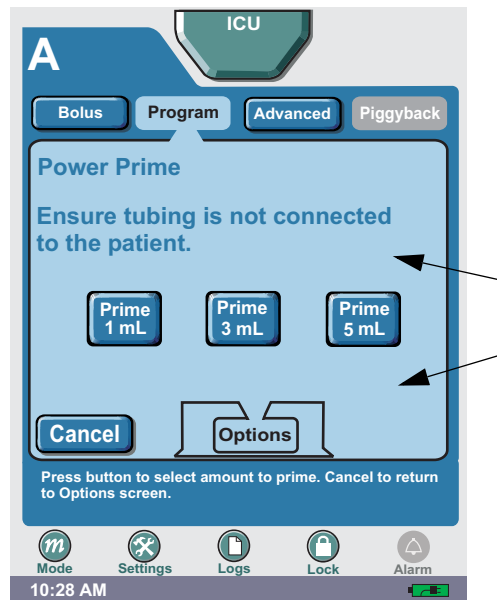 ICU
A
Bolus
Program
Advanced
Piggyback
Power Prime
Ensure tubing is not connected
to the patient.
Prime
1 mL
Prime
3 mL
Prime
5 mL
Cancel
Options
Press button to select amount to prime. Cancel to return
to Options screen.
m
Mode
Settings
Logs
Lock
Alarm
10:28 AM